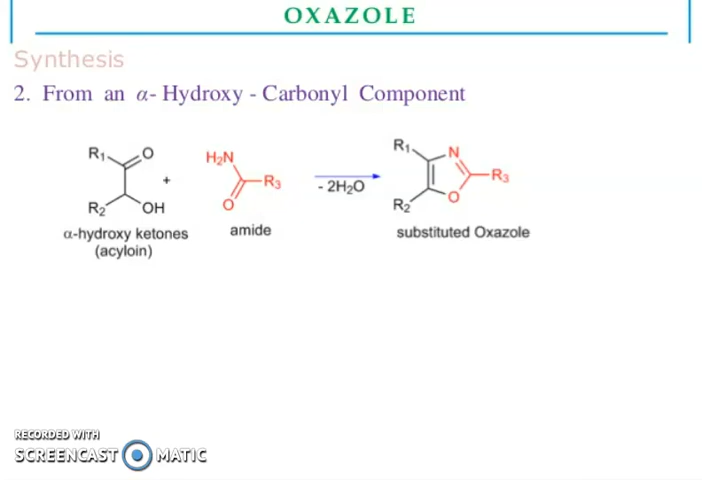 OXAZOLE
Synthesis
2. From an α- Hydroxy - Carbonyl Component
R1 O + R2 OH
H2N R3 O
- 2H2O
R1 N R3 R2 O
α-hydroxy ketones
(acyloin)
amide
substituted Oxazole
RECORDED WITH
SCREENCAST MATIC